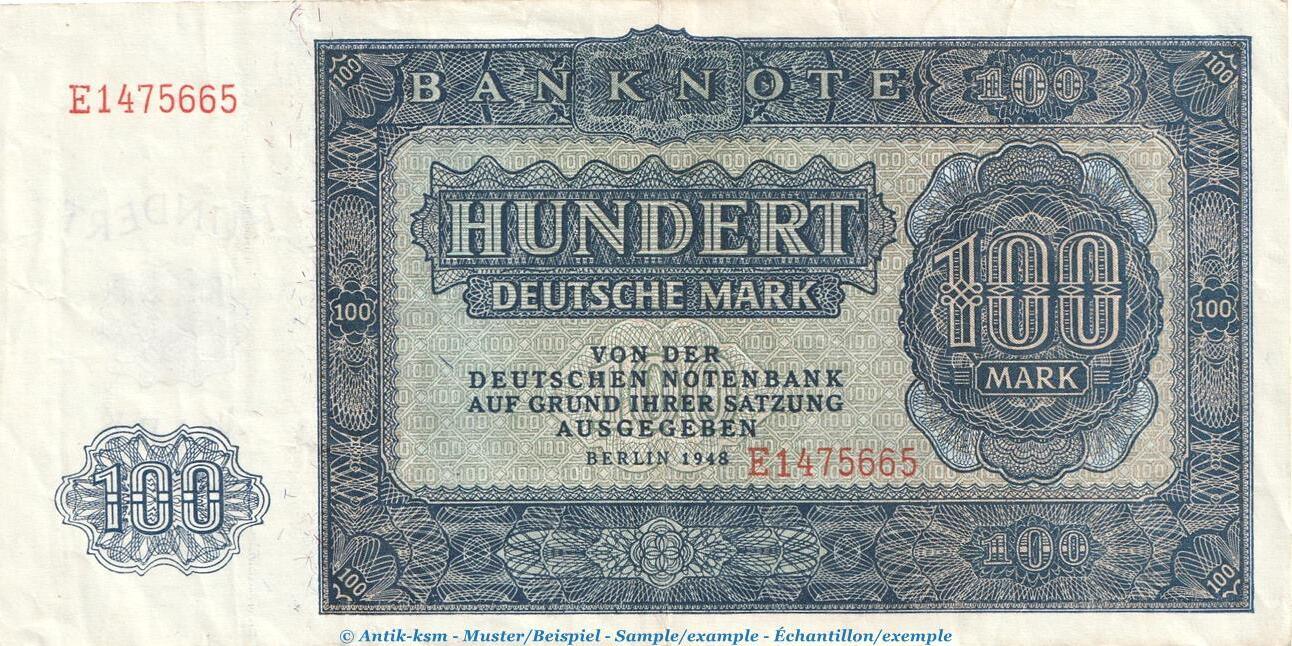 100
BANKNOTE 100
100
E1475665
HUNDERT
DEUTSCHE MARK
100
MARK
100
100
VON DER
DEUTSCHEN NOTENBANK
AUF GRUND IHRER SATZUNG
AUSGEGEBEN
BERLIN 1948 E1475665
100
100
100
100
© Antik-ksm - Muster/Beispiel - Sample/example - Échantillon/exemple